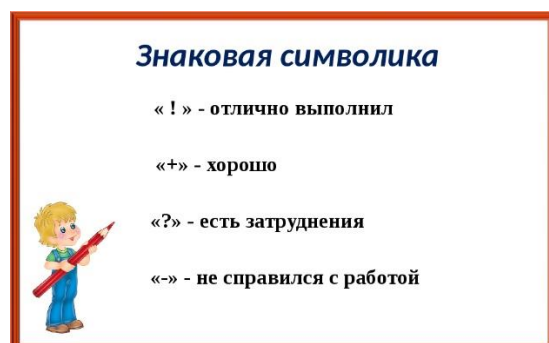 Знаковая символика
« ! » - отлично выполнил
«+» - хорошо
«?» - есть затруднения
«-» - не справился с работой